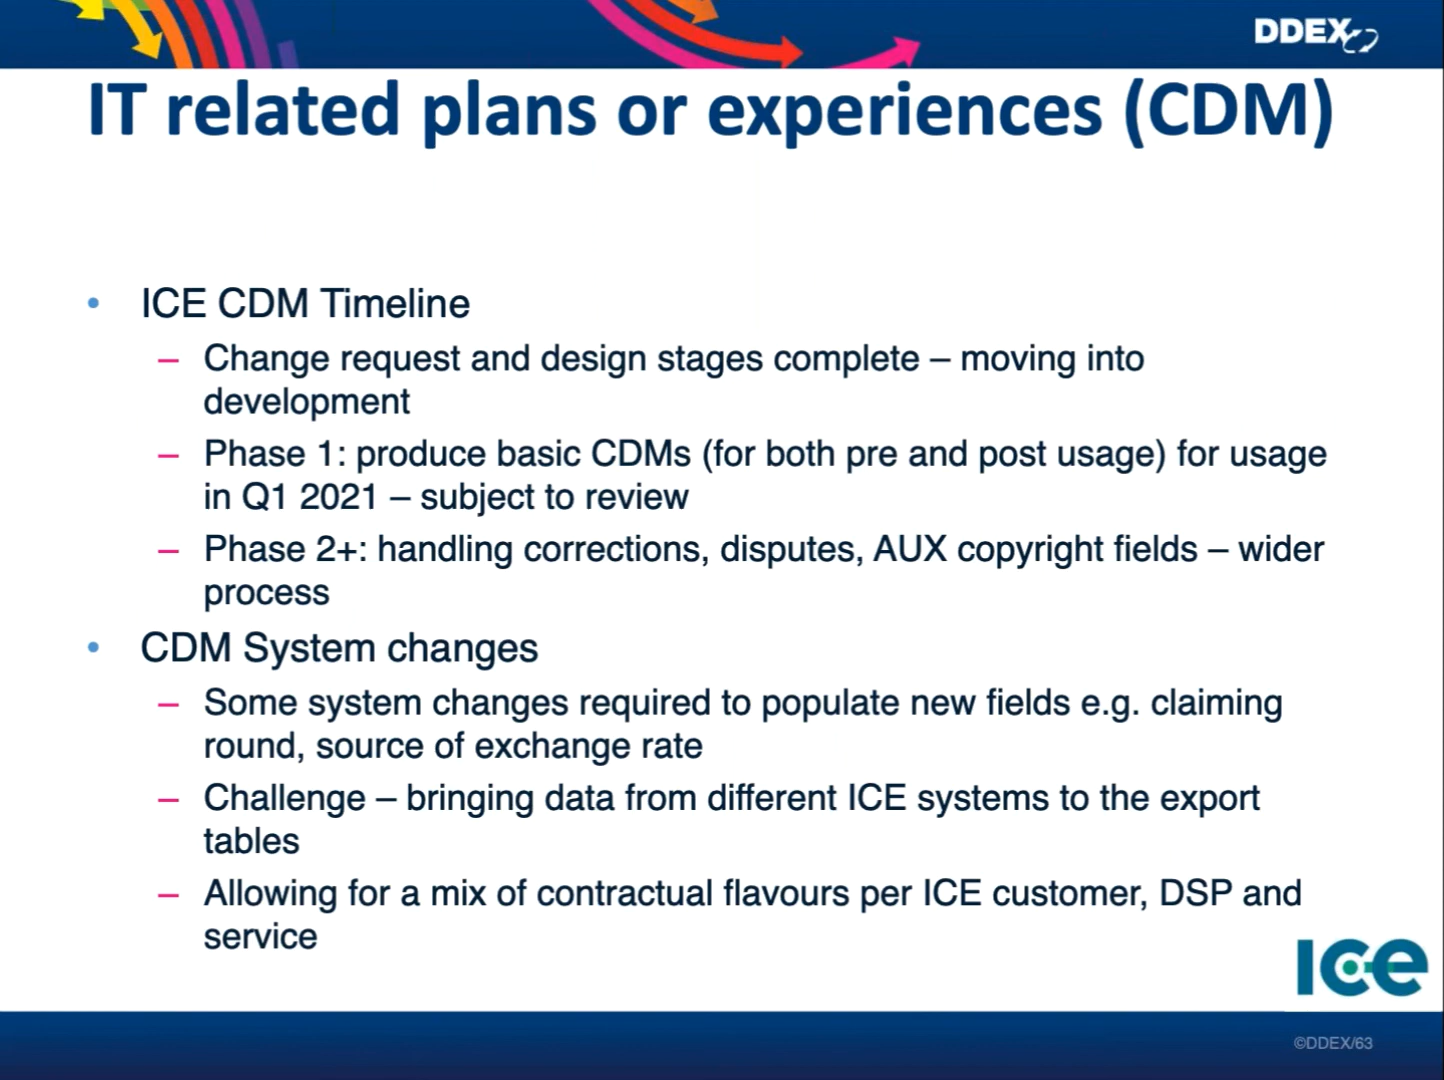 DDEX
IT related plans or experiences (CDM)
• ICE CDM Timeline
– Change request and design stages complete – moving into
development
– Phase 1: produce basic CDMs (for both pre and post usage) for usage
in Q1 2021 – subject to review
– Phase 2+: handling corrections, disputes, AUX copyright fields – wider
process
• CDM System changes
– Some system changes required to populate new fields e.g. claiming
round, source of exchange rate
– Challenge – bringing data from different ICE systems to the export
tables
– Allowing for a mix of contractual flavours per ICE customer, DSP and
service
ICE
©DDEX/63